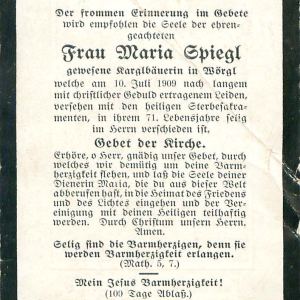 Der frommen Erinnerung im Gebete
wird empfohlen die Seele der ehren-
geachteten
Frau Maria Spiegl
gewesene Karglbäuerin in Wörgl
welche am 10. Juli 1909 nach langem
mit christlicher Geduld ertragenem Leiden,
versehen mit den heiligen Sterbesakra-
menten, in ihrem 71. Lebensjahre selig
im Herrn verschieden ist.
Gebet der Kirche.
Erhöre, o Herr, gnädig unser Gebet, durch
welches wir demütig um deine Barm-
herzigkeit flehen, und laß die Seele deiner
Dienerin Maria, die du aus dieser Welt
abberufen hast, in die Heimat des Friedens
und des Lichtes eingehen und der Verei-
nigung mit deinen Heiligen teilhaftig
werden. Durch Christum unsern Herrn.
Amen.
Selig sind die Barmherzigen, denn sie
werden Barmherzigkeit erlangen.
(Math. 5, 7.)
Mein Jesus Barmherzigkeit!
(100 Tage Ablaß.)